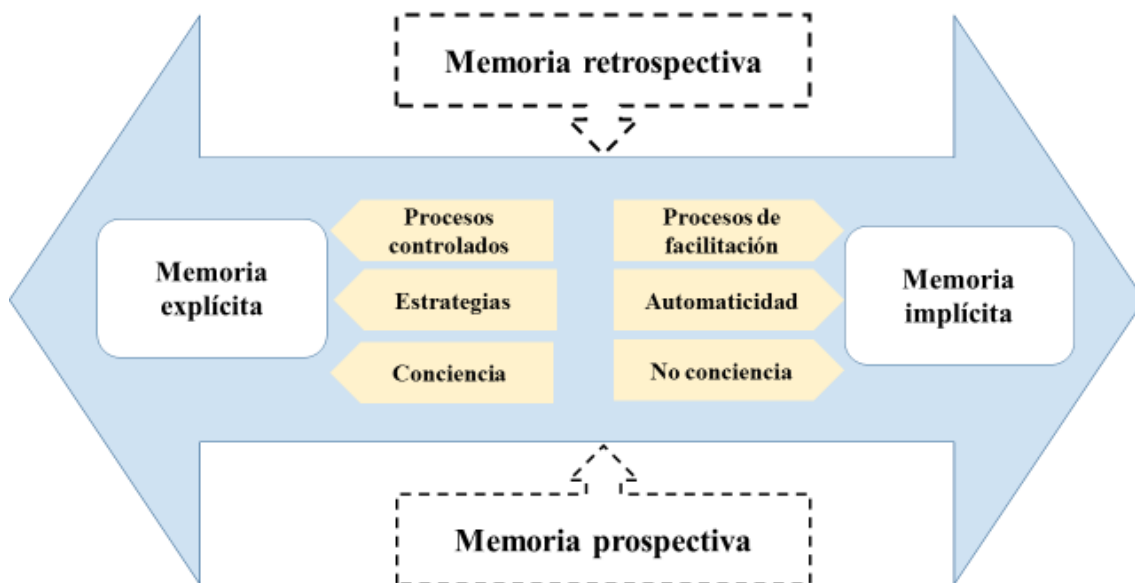 Memoria retrospectiva
Procesos
controlados
Procesos de
facilitación
Memoria
explícita
Estrategias
Automaticidad
Memoria
implícita
Conciencia
No conciencia
Memoria prospectiva